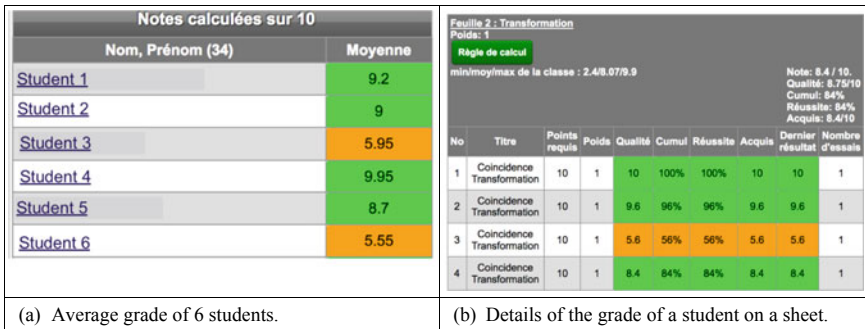 Notes calculées sur 10
Nom, Prénom (34) Moyenne
Student 1 9.2
Student 2 9
Student 3 5.95
Student 4 9.95
Student 5 8.7
Student 6 5.55
(a) Average grade of 6 students.
Feuille 2 : Transformation
Poids: 1
Règle de calcul
min/moy/max de la classe : 2.4/8.07/9.9
Note: 8.4 / 10.
Qualité: 8.75/10
Cumul: 84%
Réussite: 84%
Acquis: 8.4/10
No Titre Points requis Poids Qualité Cumul Réussite Acquis Dernier résultat Nombre d'essais
1 Coincidence Transformation 10 1 10 100% 100% 10 10 1
2 Coincidence Transformation 10 1 9.6 96% 96% 9.6 9.6 1
3 Coincidence Transformation 10 1 5.6 56% 56% 5.6 5.6 1
4 Coincidence Transformation 10 1 8.4 84% 84% 8.4 8.4 1
(b) Details of the grade of a student on a sheet.